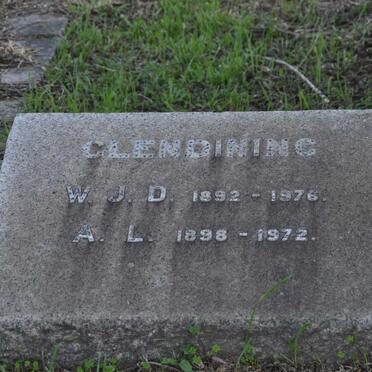 CLENDINING
W. J. D. 1892 - 1976.
A. L. 1898 - 1972.